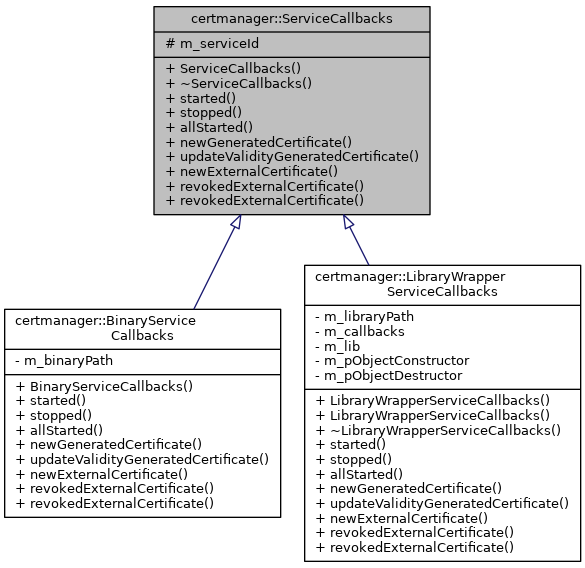 certmanager::ServiceCallbacks
# m_serviceId
+ ServiceCallbacks()
+ ~ServiceCallbacks()
+ started()
+ stopped()
+ allStarted()
+ newGeneratedCertificate()
+ updateValidityGeneratedCertificate()
+ newExternalCertificate()
+ revokedExternalCertificate()
+ revokedExternalCertificate()
certmanager::BinaryService
Callbacks
- m_binaryPath
+ BinaryServiceCallbacks()
+ started()
+ stopped()
+ allStarted()
+ newGeneratedCertificate()
+ updateValidityGeneratedCertificate()
+ newExternalCertificate()
+ revokedExternalCertificate()
+ revokedExternalCertificate()
certmanager::LibraryWrapper
ServiceCallbacks
- m_libraryPath
- m_callbacks
- m_lib
- m_pObjectConstructor
- m_pObjectDestructor
+ LibraryWrapperServiceCallbacks()
+ LibraryWrapperServiceCallbacks()
+ ~LibraryWrapperServiceCallbacks()
+ started()
+ stopped()
+ allStarted()
+ newGeneratedCertificate()
+ updateValidityGeneratedCertificate()
+ newExternalCertificate()
+ revokedExternalCertificate()
+ revokedExternalCertificate()